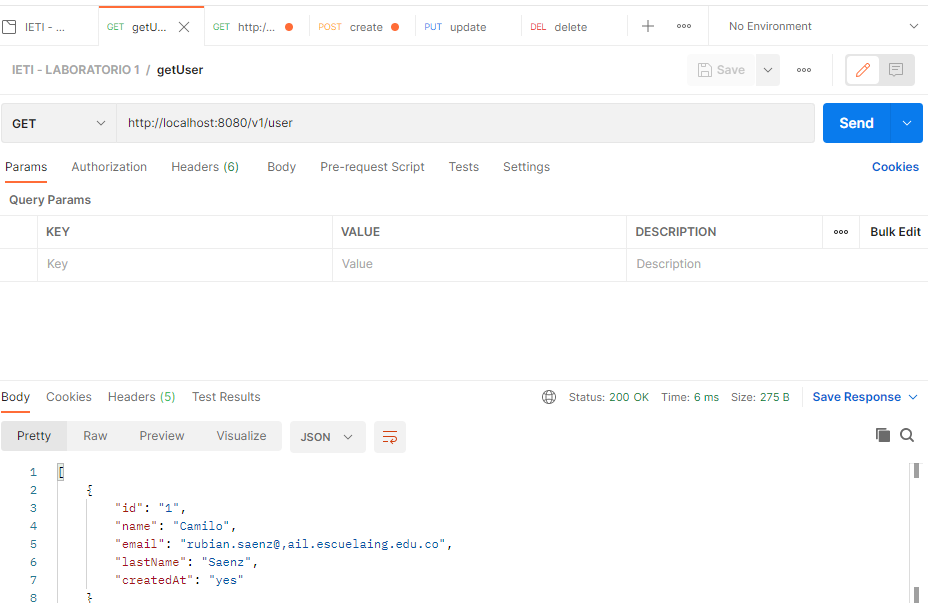 IETI - ... GET getU... GET http:/... POST create PUT update DEL delete No Environment
IETI - LABORATORIO 1 / getUser Save
GET http://localhost:8080/v1/user Send
Params Authorization Headers (6) Body Pre-request Script Tests Settings Cookies
Query Params
KEY VALUE DESCRIPTION Bulk Edit
Key Value Description
Body Cookies Headers (5) Test Results Status: 200 OK Time: 6 ms Size: 275 B Save Response
Pretty Raw Preview Visualize JSON
1 [
2 {
3 "id": "1",
4 "name": "Camilo",
5 "email": "rubian.saenz@,ail.escuelaing.edu.co",
6 "lastName": "Saenz",
7 "createdAt": "yes"
8 }